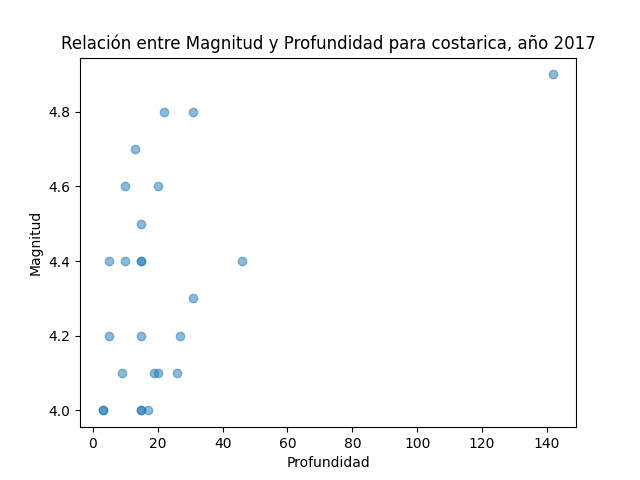 Relación entre Magnitud y Profundidad para costarica, año 2017
4.8
4.6
4.4
4.2
4.0
Magnitud
0 20 40 60 80 100 120 140
Profundidad